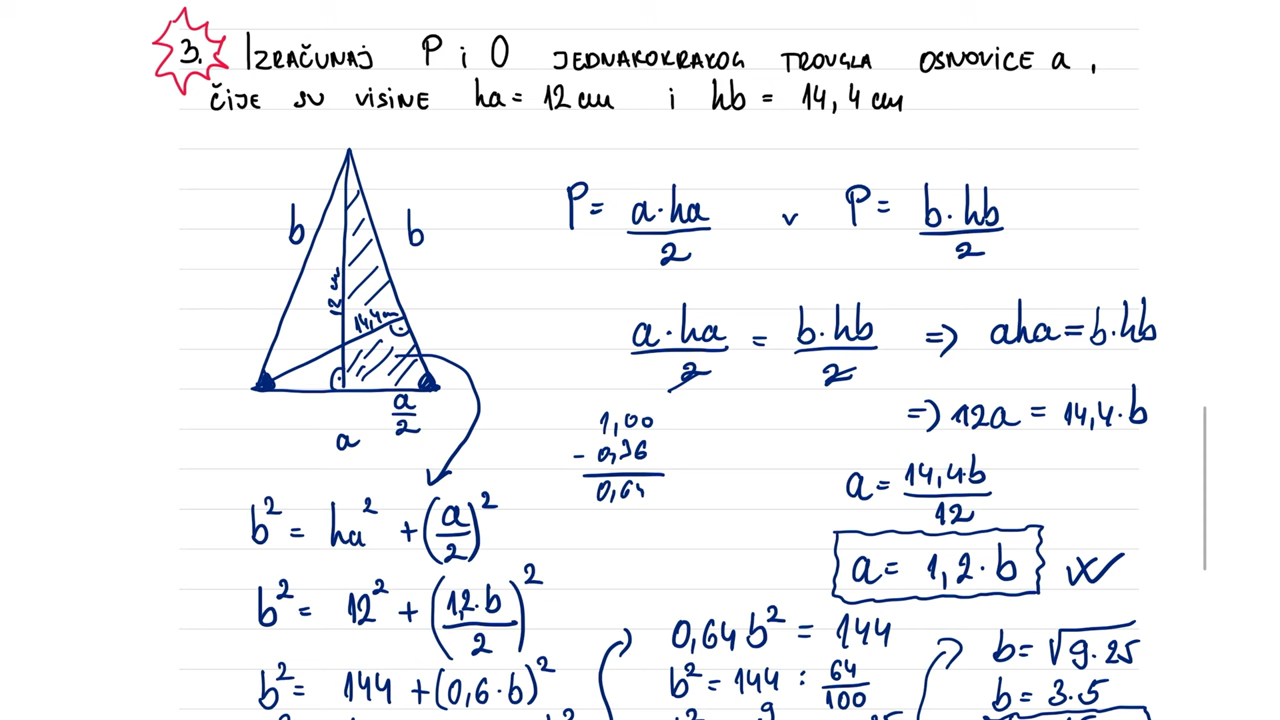 3. IZRAČUNAJ P i O JEDNAKOKRAKOG TROUGLA OSNOVICE a,
ČIJE SU VISINE ha = 12 cm i hb = 14,4 cm
b
b
12 cm
14,4 cm
a/2
a
P = a·ha/2 v P = b·hb/2
a·ha/2 = b·hb/2 => aha = b·hb
=> 12a = 14,4·b
1,00
- 0,36
0,64
a = 14,4·b/12
a = 1,2·b
b² = ha² + (a/2)²
b² = 12² + (1,2·b/2)²
b² = 144 + (0,6·b)²
0,64b² = 144
b² = 144 : 64/100
b = √9·25
b = 3·5